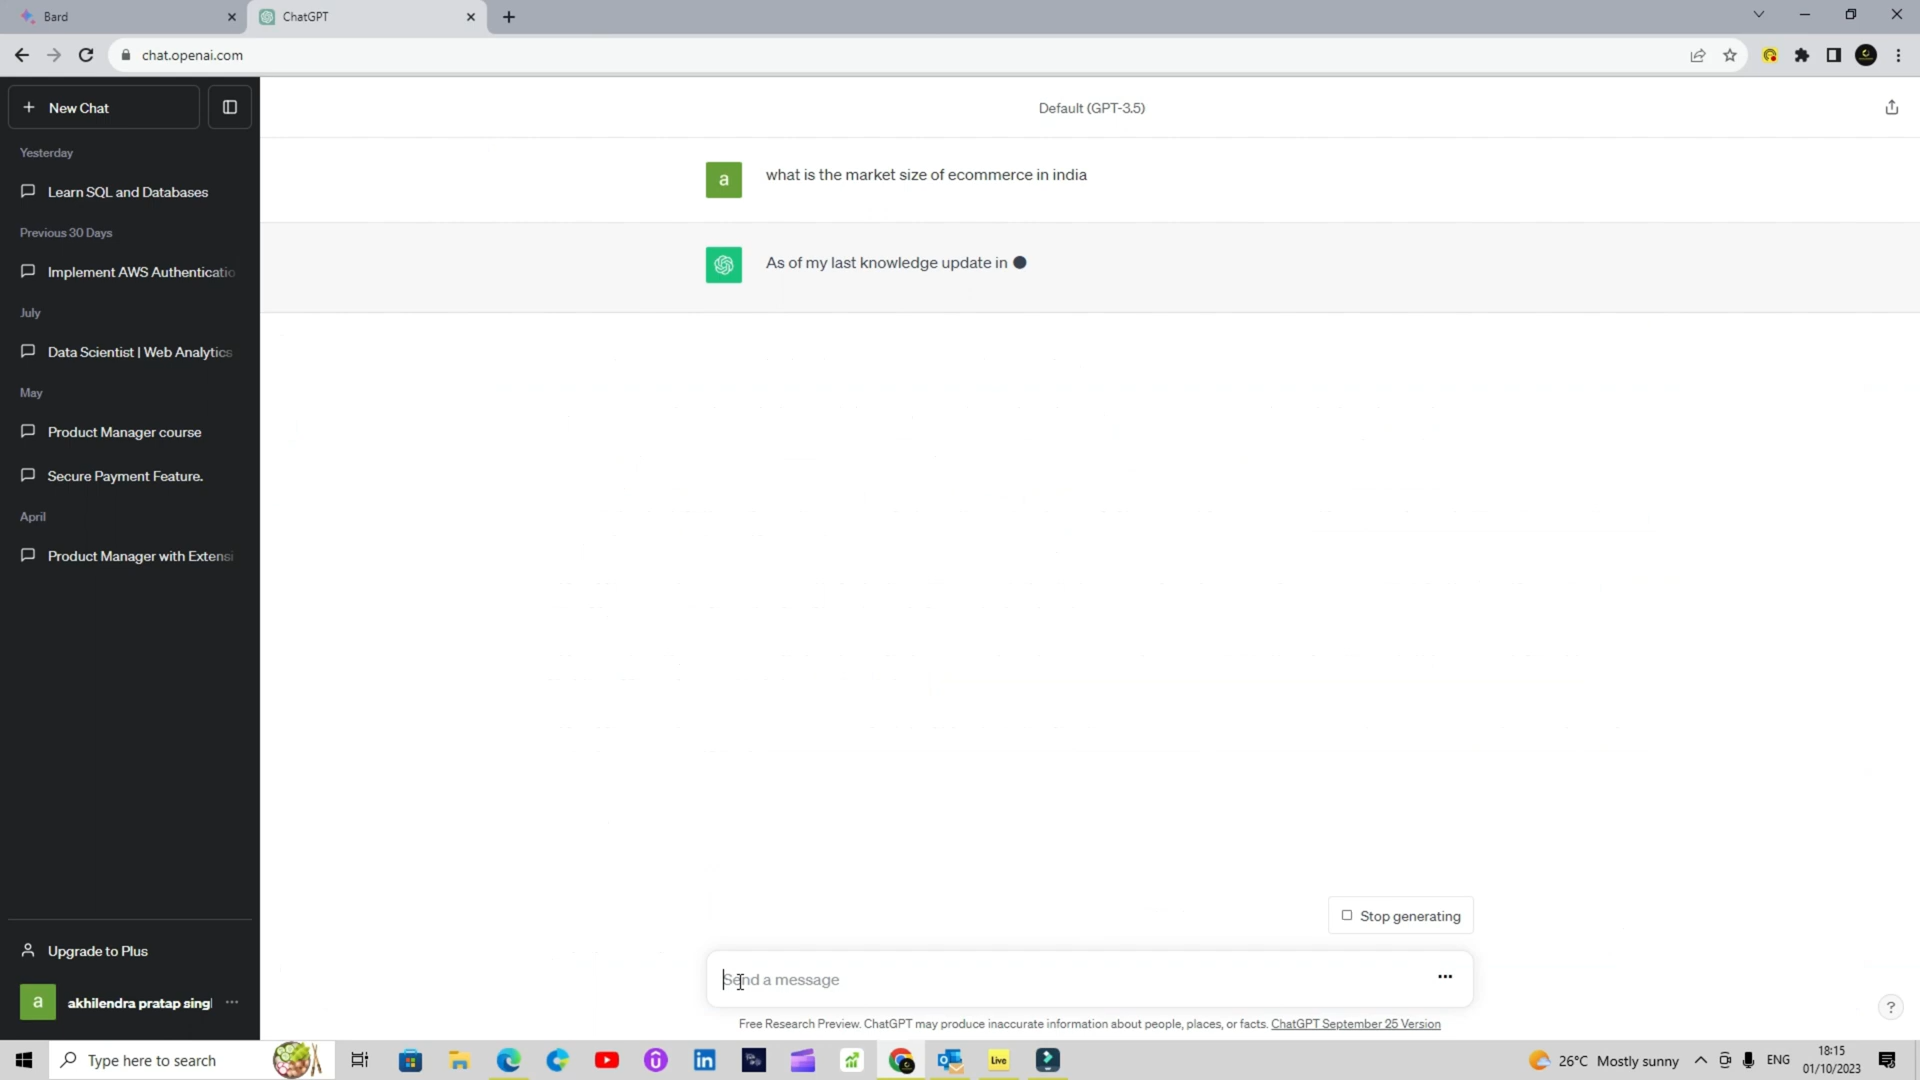 Bard
ChatGPT
chat.openai.com
New Chat
Default (GPT-3.5)
Yesterday
a
what is the market size of ecommerce in india
Learn SQL and Databases
Previous 30 Days
As of my last knowledge update in
Implement AWS Authenticatio
July
Data Scientist | Web Analytics
May
Product Manager course
Secure Payment Feature.
April
Product Manager with Extensi
Stop generating
Upgrade to Plus
Send a message
a
akhilendra pratap sing
?
Free Research Preview. ChatGPT may produce inaccurate information about people, places, or facts. ChatGPT September 25 Version
Type here to search
in
Live
26°C Mostly sunny
ENG
18:15
01/10/2023